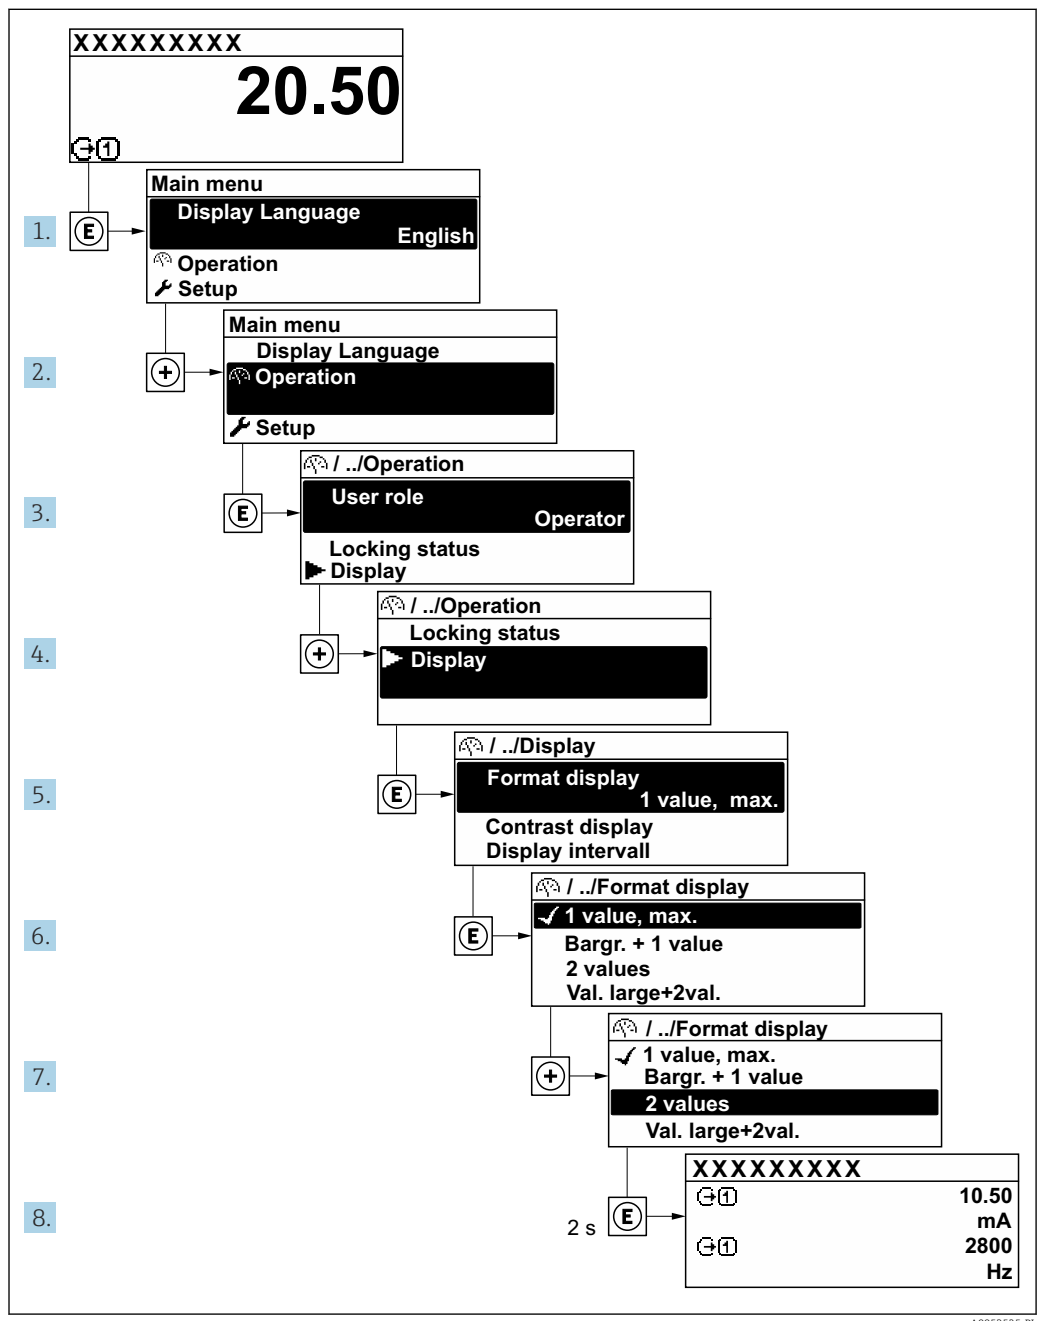 XXXXXXXXX
20.50
1
Main menu
Display Language
English
1. E
Operation
Setup
Main menu
Display Language
2. +
Operation
Setup
/ ../Operation
User role
3. E
Operator
Locking status
Display
/ ../Operation
Locking status
4. +
Display
/ ../Display
Format display
5. E
1 value, max.
Contrast display
Display intervall
/ ../Format display
1 value, max.
6. E
Bargr. + 1 value
2 values
Val. large+2val.
/ ../Format display
1 value, max.
7. +
Bargr. + 1 value
2 values
Val. large+2val.
XXXXXXXXX
1 10.50
8. 2 s E
mA
1 2800
Hz